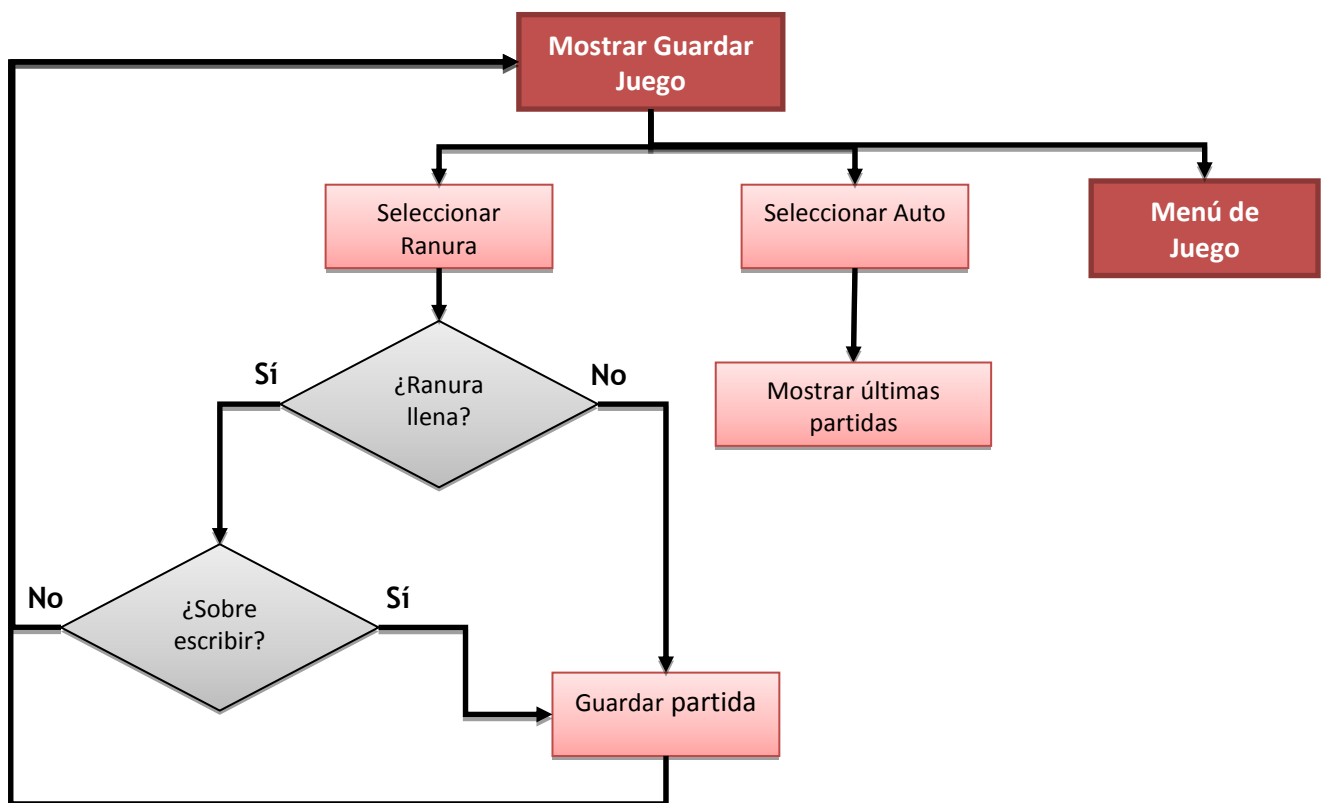 Mostrar Guardar
Juego
Seleccionar
Ranura
Seleccionar Auto
Menú de
Juego
Sí
¿Ranura
llena?
No
Mostrar últimas
partidas
No
¿Sobre
escribir?
Sí
Guardar partida